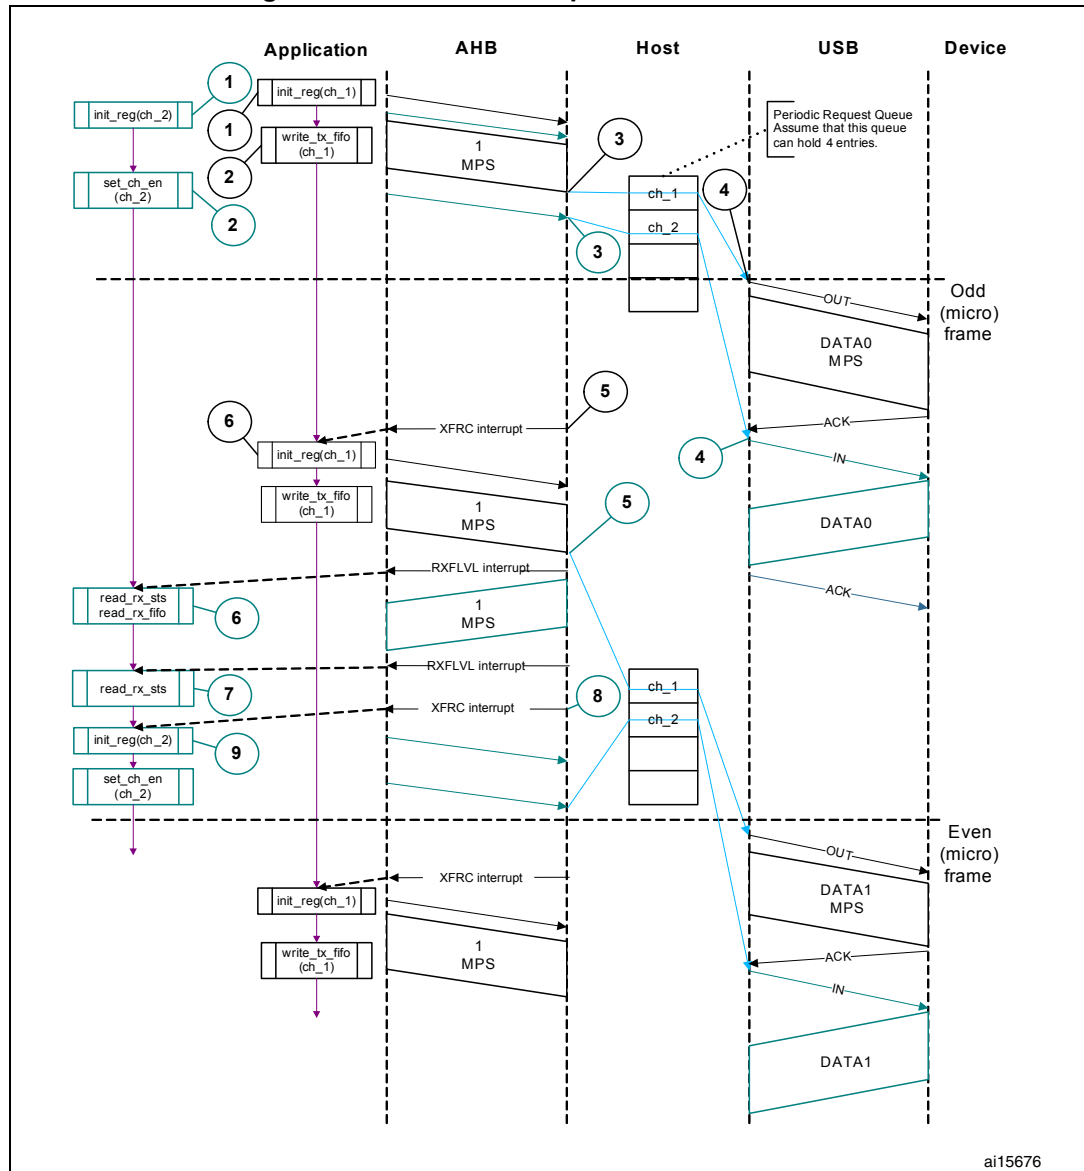 Application
AHB
Host
USB
Device
1
init_reg(ch_1)
init_reg(ch_2)
1
Periodic Request Queue
Assume that this queue
can hold 4 entries.
write_tx_fifo
(ch_1)
1
MPS
3
2
set_ch_en
(ch_2)
4
ch_1
2
ch_2
3
Odd
(micro)
frame
OUT
DATA0
MPS
5
6
XFRC interrupt
ACK
init_reg(ch_1)
4
IN
write_tx_fifo
(ch_1)
1
MPS
5
DATA0
RXFLVL interrupt
read_rx_sts
read_rx_fifo
6
1
MPS
ACK
RXFLVL interrupt
read_rx_sts
7
ch_1
8
XFRC interrupt
ch_2
init_reg(ch_2)
9
set_ch_en
(ch_2)
Even
(micro)
frame
OUT
XFRC interrupt
init_reg(ch_1)
DATA1
MPS
write_tx_fifo
(ch_1)
1
MPS
ACK
IN
DATA1
ai15676